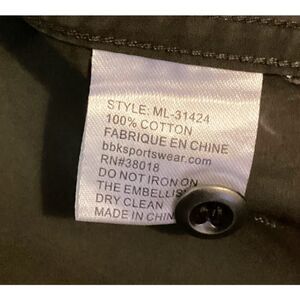 STYLE: ML-31424
100% COTTON
FABRIQUE EN CHINE
bbksportswear.com
RN#38018
DO NOT IRON ON
THE EMBELLIS
DRY CLEAN
MADE IN CHIN